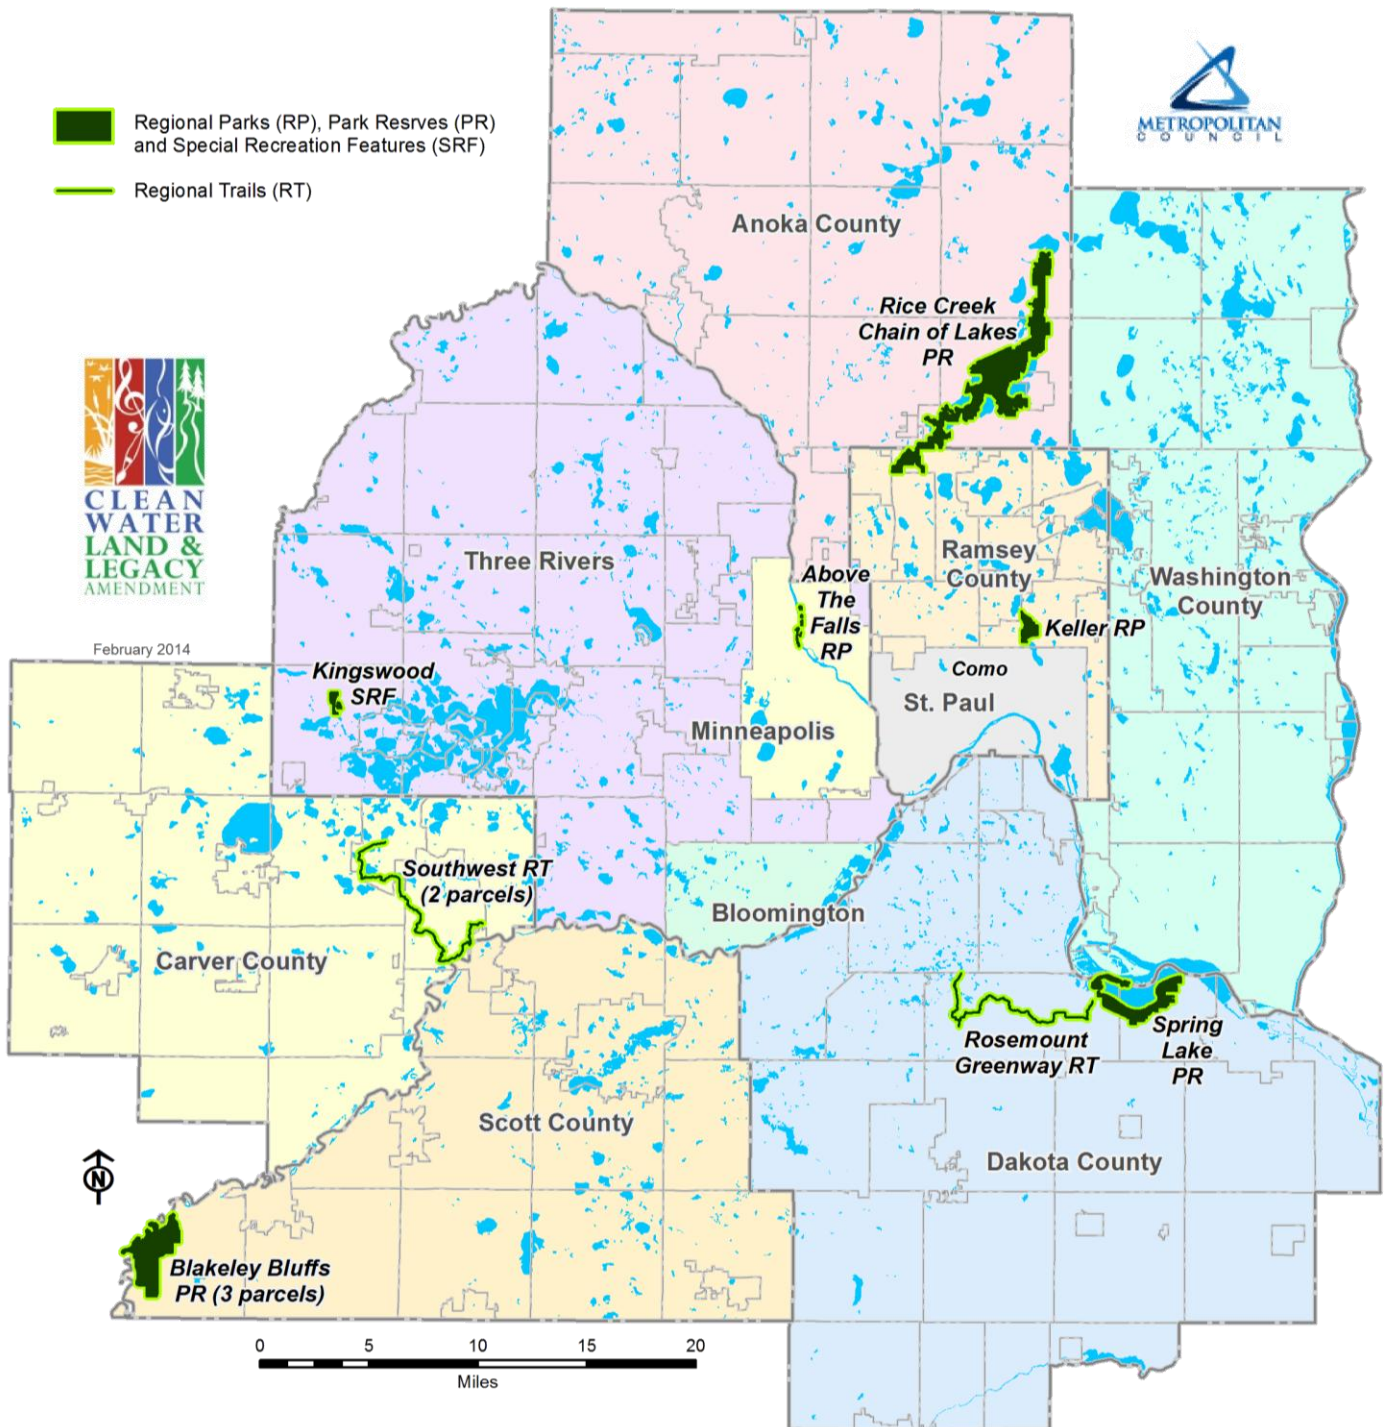 Regional Parks (RP), Park Resrves (PR)
and Special Recreation Features (SRF)
Regional Trails (RT)
METROPOLITAN
COUNCIL
Anoka County
Rice Creek
Chain of Lakes
PR
CLEAN
WATER
LAND &
LEGACY
AMENDMENT
February 2014
Three Rivers
Above
The
Falls
RP
Ramsey
County
Washington
County
Keller RP
Kingswood
SRF
Como
St. Paul
Minneapolis
Southwest RT
(2 parcels)
Bloomington
Carver County
Rosemount
Greenway RT
Spring
Lake
PR
Scott County
Dakota County
N
Blakeley Bluffs
PR (3 parcels)
0 5 10 15 20
Miles